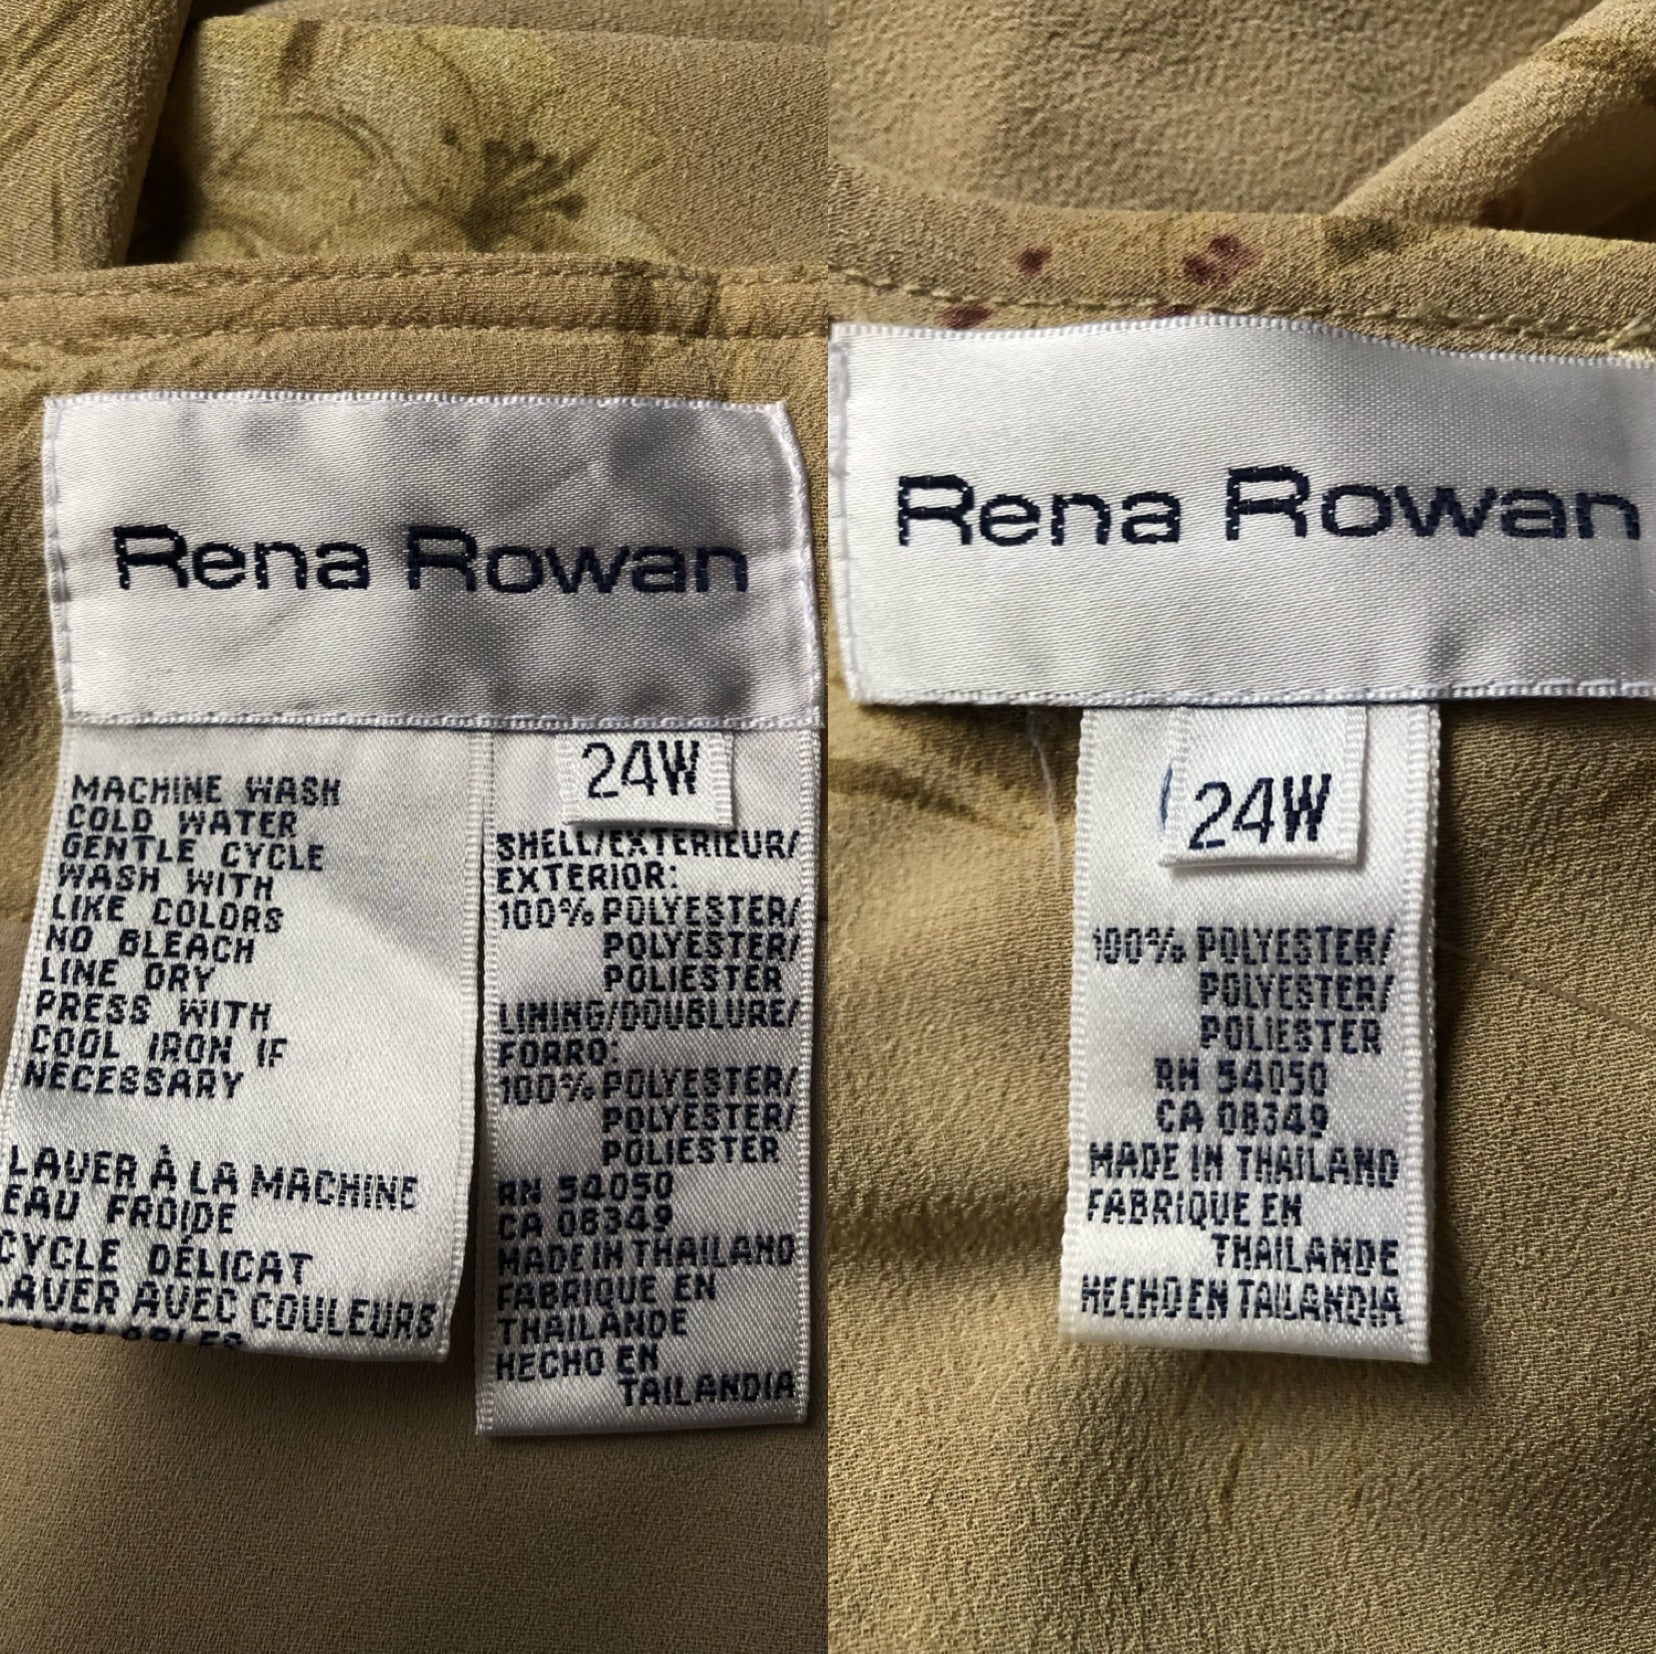 Rena Rowan
24W
MACHINE WASH
COLD WATER
GENTLE CYCLE
WASH WITH
LIKE COLORS
NO BLEACH
LINE DRY
PRESS WITH
COOL IRON IF
NECESSARY
LAVER À LA MACHINE
EAU FROIDE
CYCLE DÉLICAT
LAVER AVEC COULEURS
SHELL/EXTERIEUR/
EXTERIOR:
100% POLYESTER/
POLYESTER/
POLIESTER
LINING/DOUBLURE/
FORRO:
100% POLYESTER/
POLYESTER/
POLIESTER
RN 54050
CA 08349
MADE IN THAILAND
FABRIQUE EN
THAILANDE
HECHO EN
TAILANDIA
Rena Rowan
24W
100% POLYESTER/
POLYESTER/
POLIESTER
RN 54050
CA 08349
MADE IN THAILAND
FABRIQUE EN
THAILANDE
HECHO EN TAILANDIA